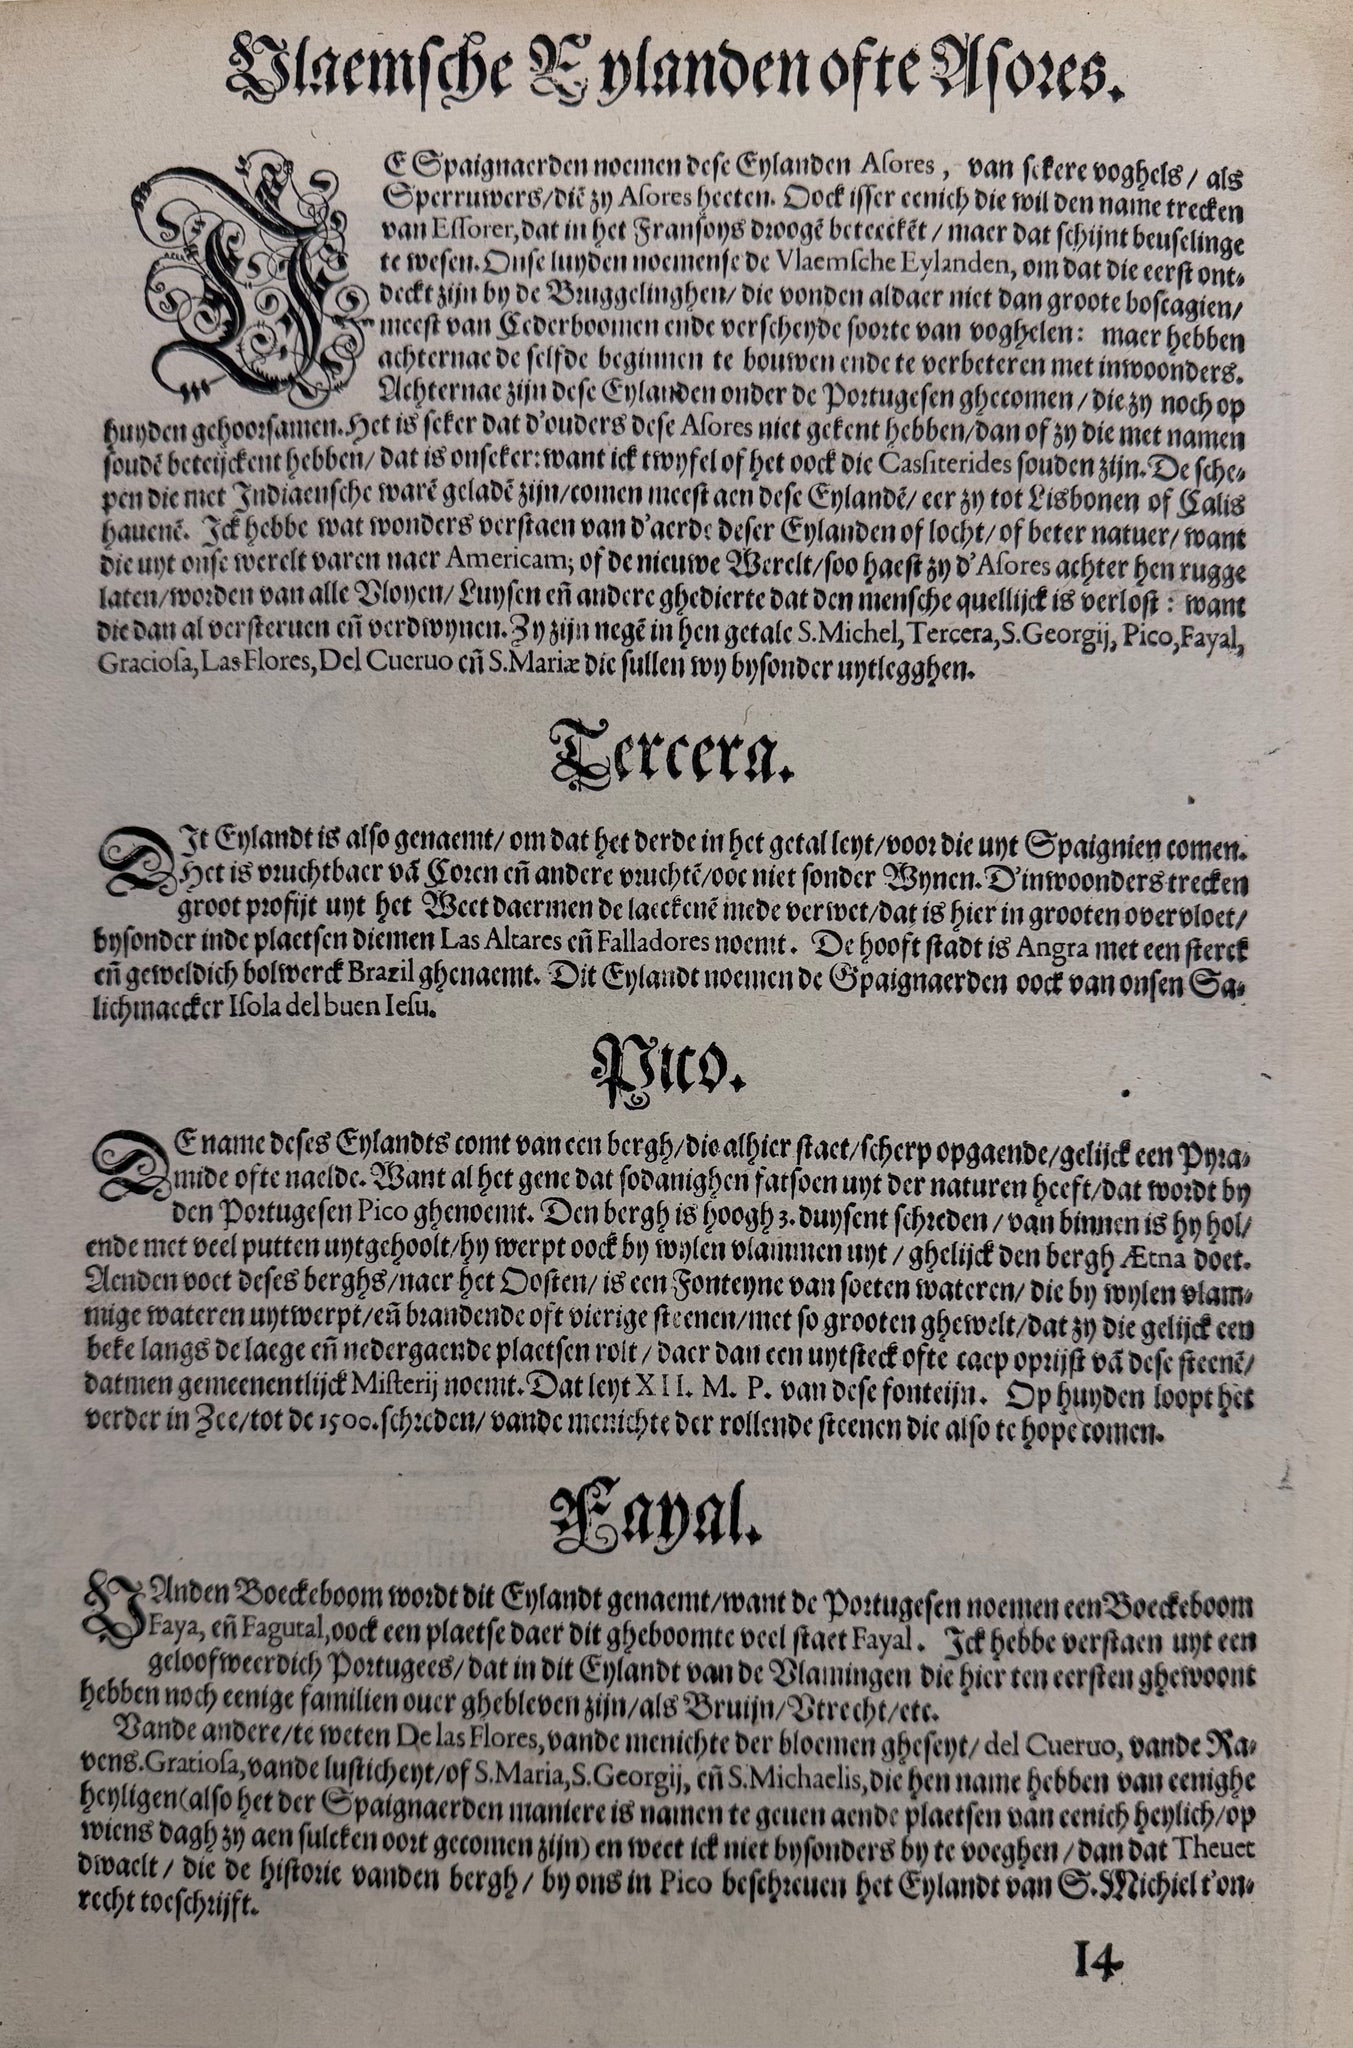 Vlaemsche Eylanden ofte Asores.
DE Spaignaerden noemen dese Eylanden Asores, van sekere voghels/ als
Sperruwers/diē zy Asores heeten. Oock isser eenich die wil den name trecken
van Essorer, dat in het Fransoys droogē beteeckēt/ maer dat schijnt beuselinge
te wesen. Onse luyden noemense de Vlaemsche Eylanden, om dat die eerst ont-
deckt zijn by de Bruggelinghen/ die vonden aldaer niet dan groote boscagien/
meest van Cederboomen ende verscheyde soorte van voghelen: maer hebben
achternae de selfde beginnen te bouwen ende te verbeteren met inwoonders.
Achternae zijn dese Eylanden onder de Portugesen ghecomen/ die zy noch op
huyden gehoorsamen. Het is seker dat d'ouders dese Asores niet gekent hebben/dan of zy die met namen
soudē beteijckent hebben/ dat is onseker: want ick twyfel of het oock die Cassiterides souden zijn. De sche-
pen die met Indiaensche warē geladē zijn/comen meest aen dese Eylandē/ eer zy tot Lisbonen of Calis
havenē. Ick hebbe wat wonders verstaen van d'aerde deser Eylanden of locht/ of beter natuer/ want
die uyt onse werelt varen naer Americam; of de nieuwe Werelt/soo haest zy d'Asores achter hen rugge
laten/worden van alle Vloyen/ Luysen eñ andere ghedierte dat den mensche quellijck is verlost: want
die dan al versteruen eñ verdwynen. Zy zijn negē in hen getale S. Michel, Tercera, S. Georgij, Pico, Fayal,
Graciosa, Las Flores, Del Cueruo eñ S. Mariæ die sullen wy bysonder uytlegghen.
Tercera.
DIt Eylandt is also genaemt/ om dat het derde in het getal leyt/voor die uyt Spaignien comen.
Het is vruchtbaer vā Coren eñ andere vruchtē/ooc niet sonder Wynen. D'inwoonders trecken
groot profijt uyt het Weet daermen de laeckenē mede verwet/dat is hier in grooten overvloet/
bysonder inde plaetsen diemen Las Altares eñ Falladores noemt. De hooft stadt is Angra met een sterck
eñ geweldich bolwerck Brazil ghenaemt. Dit Eylandt noemen de Spaignaerden oock van onsen Sa-
lichmaecker Isola del buen Iesu.
Pico.
DE name deses Eylandts comt van een bergh/die alhier staet/scherp opgaende/gelijck een Pyra-
mide ofte naelde. Want al het gene dat sodanighen fatsoen uyt der naturen heeft/dat wordt by
den Portugesen Pico ghenoemt. Den bergh is hoogh 3. duysent schreden/ van binnen is hy hol/
ende met veel putten uytgehoolt/hy werpt oock by wylen vlammen uyt/ ghelijck den bergh Ætna doet.
Aenden voet deses berghs/naer het Oosten/ is een Fonteyne van soeten wateren/ die by wylen vlam-
mige wateren uytwerpt/eñ brandende oft vierige steenen/met so grooten ghewelt/dat zy die gelijck een
beke langs de laege eñ nedergaende plaetsen rolt/ daer dan een uytsteck ofte caep oprijst vā dese steenē/
datmen gemeenentlijck Misterij noemt. Dat leyt XII. M. P. van dese fonteijn. Op huyden loopt het
verder in Zee/tot de 1500. schreden/ vande menichte der rollende steenen die also te hope comen.
Fayal.
VAnden Boeckeboom wordt dit Eylandt genaemt/want de Portugesen noemen een Boeckeboom
Faya, eñ Fagutal, oock een plaetse daer dit gheboomte veel staet Fayal. Ick hebbe verstaen uyt een
geloofweerdich Portugees/ dat in dit Eylandt van de Vlamingen die hier ten eersten ghewoont
hebben noch eenige familien ouer ghebleven zijn/als Bruijn/Vtrecht/etc.
Vande andere/te weten De las Flores, vande menichte der bloemen gheseyt/ del Cueruo, vande Ra-
vens. Gratiosa, vande lusticheyt/of S. Maria, S. Georgij, eñ S. Michaelis, die hen name hebben van eenighe
heyligen (also het der Spaignaerden maniere is namen te geuen aende plaetsen van eenich heylich/op
wiens dagh zy aen sulcken oort gecomen zijn) en weet ick niet bysonders by te voeghen/ dan dat Theuet
dwaelt/ die de historie vanden bergh/ by ons in Pico beschreuen het Eylandt van S. Michiel t'on-
recht toeschrijft.
14